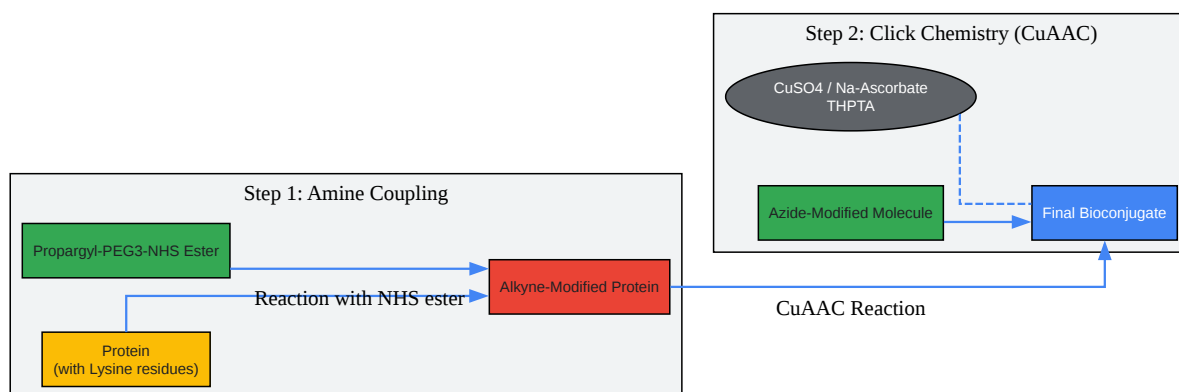 Step 2: Click Chemistry (CuAAC)
CuSO4 / Na-Ascorbate
THPTA
Azide-Modified Molecule
Final Bioconjugate
Step 1: Amine Coupling
Propargyl-PEG3-NHS Ester
Alkyne-Modified Protein
Reaction with NHS ester
CuAAC Reaction
Protein
(with Lysine residues)